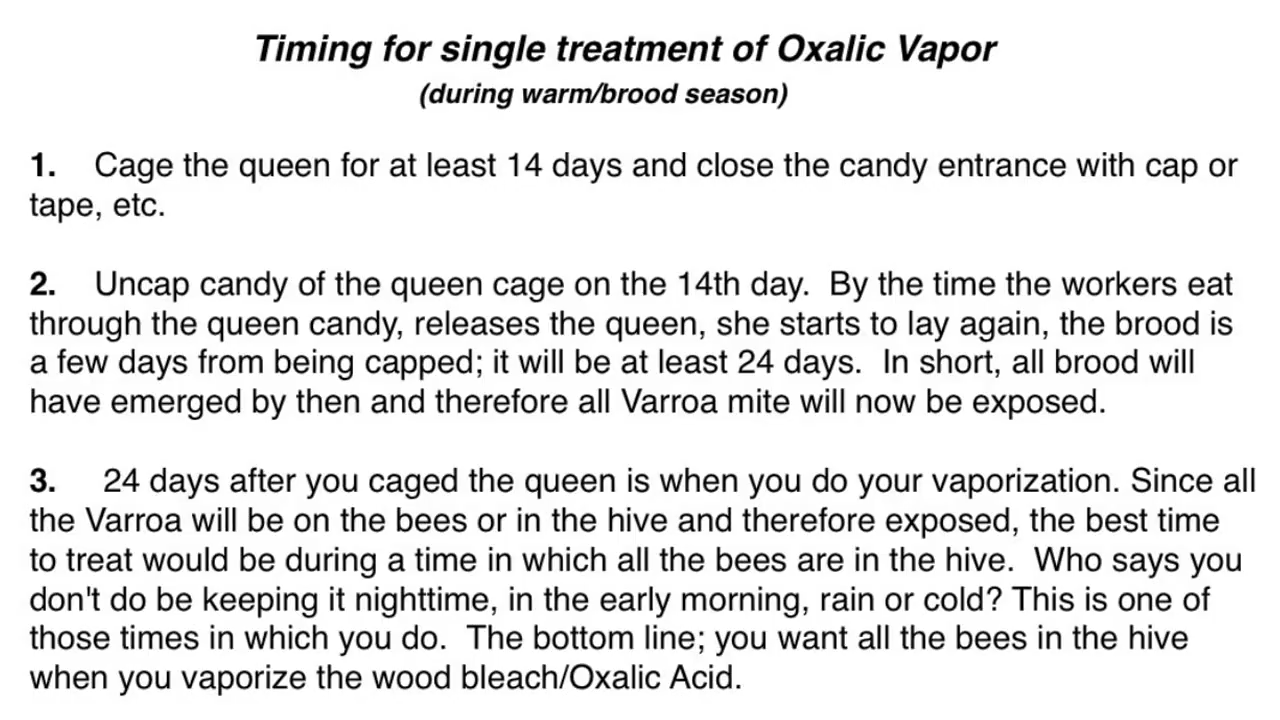 Timing for single treatment of Oxalic Vapor
(during warm/brood season)
1. Cage the queen for at least 14 days and close the candy entrance with cap or
tape, etc.
2. Uncap candy of the queen cage on the 14th day. By the time the workers eat
through the queen candy, releases the queen, she starts to lay again, the brood is
a few days from being capped; it will be at least 24 days. In short, all brood will
have emerged by then and therefore all Varroa mite will now be exposed.
3. 24 days after you caged the queen is when you do your vaporization. Since all
the Varroa will be on the bees or in the hive and therefore exposed, the best time
to treat would be during a time in which all the bees are in the hive. Who says you
don't do be keeping it nighttime, in the early morning, rain or cold? This is one of
those times in which you do. The bottom line; you want all the bees in the hive
when you vaporize the wood bleach/Oxalic Acid.